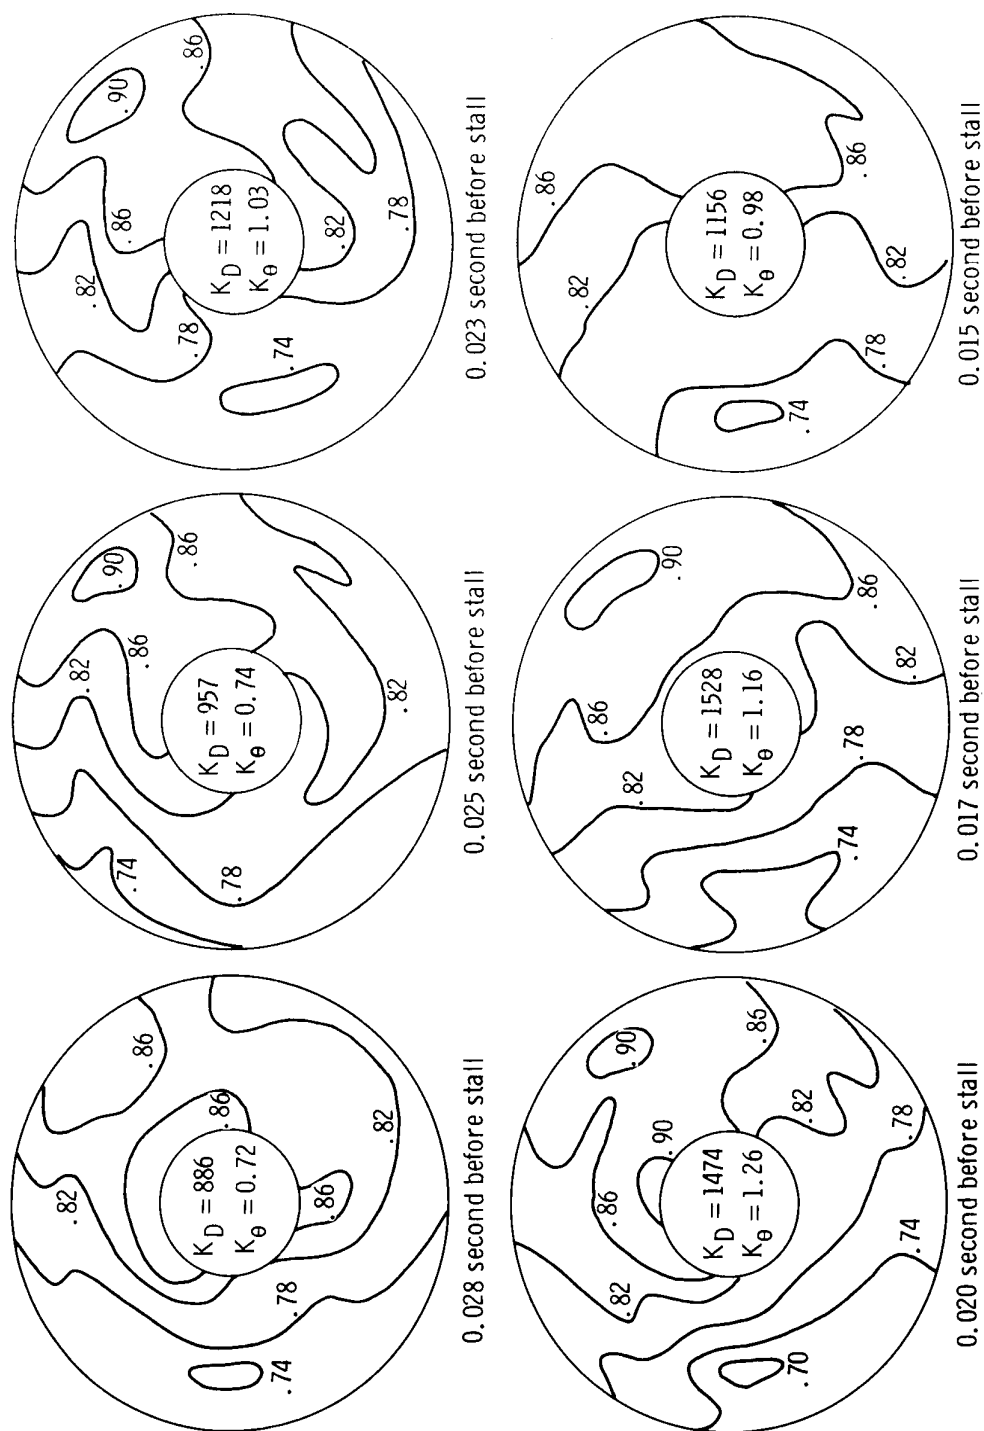 .82
.86
.86
K_D = 886
K_θ = 0.72
.74
.78
.86
.82
0.028 second before stall
.82
.90
.74
.86
.86
K_D = 957
K_θ = 0.74
.78
.82
0.025 second before stall
.82
.90
.86
.78
.86
K_D = 1218
K_θ = 1.03
.74
.82
.78
0.023 second before stall
.86
.82
.90
.90
K_D = 1474
K_θ = 1.26
.86
.70
.82
.78
.74
0.020 second before stall
.86
.82
.90
K_D = 1528
K_θ = 1.16
.74
.78
.86
.82
0.017 second before stall
.86
.82
K_D = 1156
K_θ = 0.98
.74
.86
.78
.82
0.015 second before stall